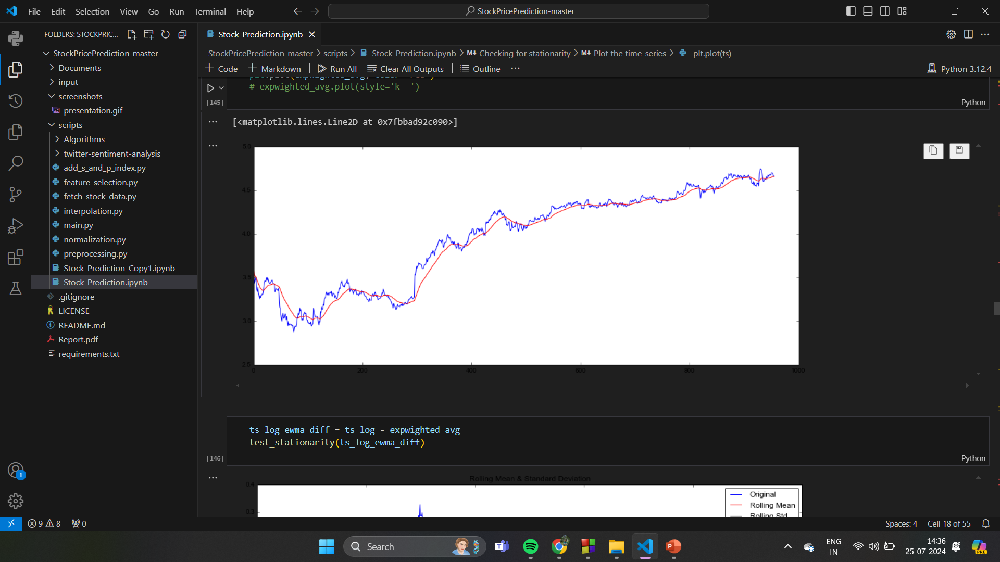 File Edit Selection View Go Run Terminal Help
StockPricePrediction-master
FOLDERS: STOCKPRIC...
StockPricePrediction-master
Documents
input
screenshots
presentation.gif
scripts
Algorithms
twitter-sentiment-analysis
add_s_and_p_index.py
feature_selection.py
fetch_stock_data.py
interpolation.py
main.py
normalization.py
preprocessing.py
Stock-Prediction-Copy1.ipynb
Stock-Prediction.ipynb
.gitignore
LICENSE
README.md
Report.pdf
requirements.txt
Stock-Prediction.ipynb
StockPricePrediction-master > scripts > Stock-Prediction.ipynb > M↓ Checking for stationarity > M↓ Plot the time-series > plt.plot(ts)
+ Code + Markdown | Run All Clear All Outputs | Outline ...
Python 3.12.4
# expwighted_avg.plot(style='k--')
[145]
Python
[<matplotlib.lines.Line2D at 0x7fbbad92c090>]
5.0
4.5
4.0
3.5
3.0
2.5
0 200 400 600 800 1000
ts_log_ewma_diff = ts_log - expwighted_avg
test_stationarity(ts_log_ewma_diff)
[146]
Python
Rolling Mean & Standard Deviation
0.4
0.3
Original
Rolling Mean
Rolling Std
1
9 8 0
Spaces: 4 Cell 18 of 55
Search
ENG
IN
14:36
25-07-2024
PRE